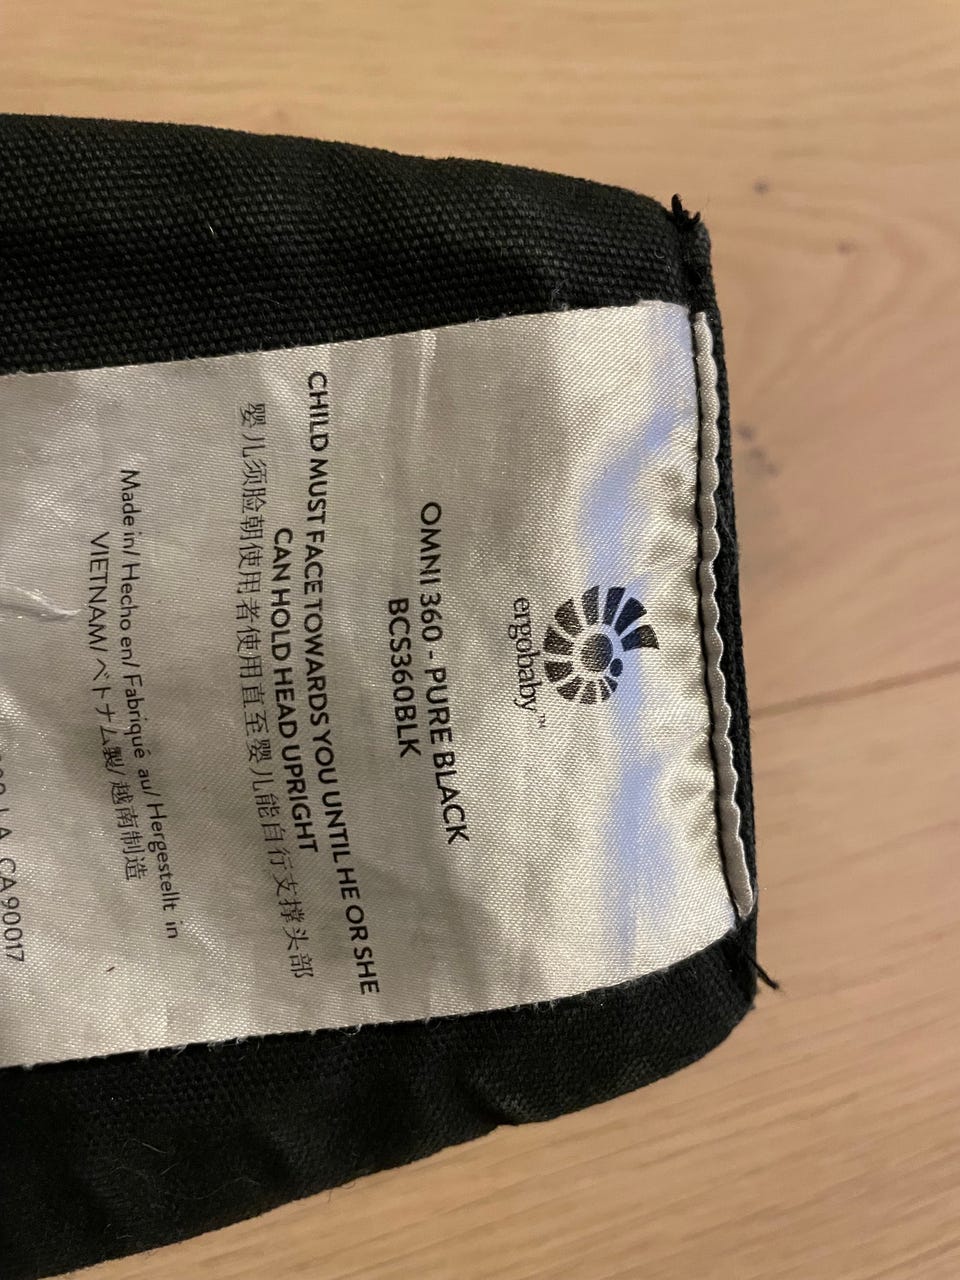 ergobaby™
OMNI 360 - PURE BLACK
BCS360BLK
CHILD MUST FACE TOWARDS YOU UNTIL HE OR SHE
CAN HOLD HEAD UPRIGHT
婴儿须脸朝使用者使用直至婴儿能自行支撑头部
Made in/ Hecho en/ Fabriqué au/ Hergestellt in
VIETNAM/ ベトナム製/ 越南制造
LA CA 90017